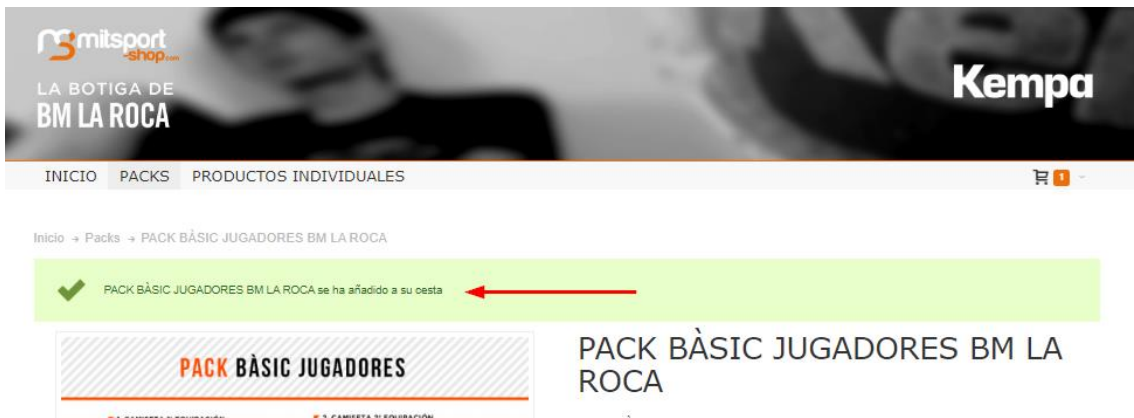 mitsport
-shop.com
LA BOTIGA DE
BM LA ROCA
Kempa
INICIO PACKS PRODUCTOS INDIVIDUALES
1
Inicio → Packs → PACK BÀSIC JUGADORES BM LA ROCA
PACK BÀSIC JUGADORES BM LA ROCA se ha añadido a su cesta
PACK BÀSIC JUGADORES
PACK BÀSIC JUGADORES BM LA
ROCA